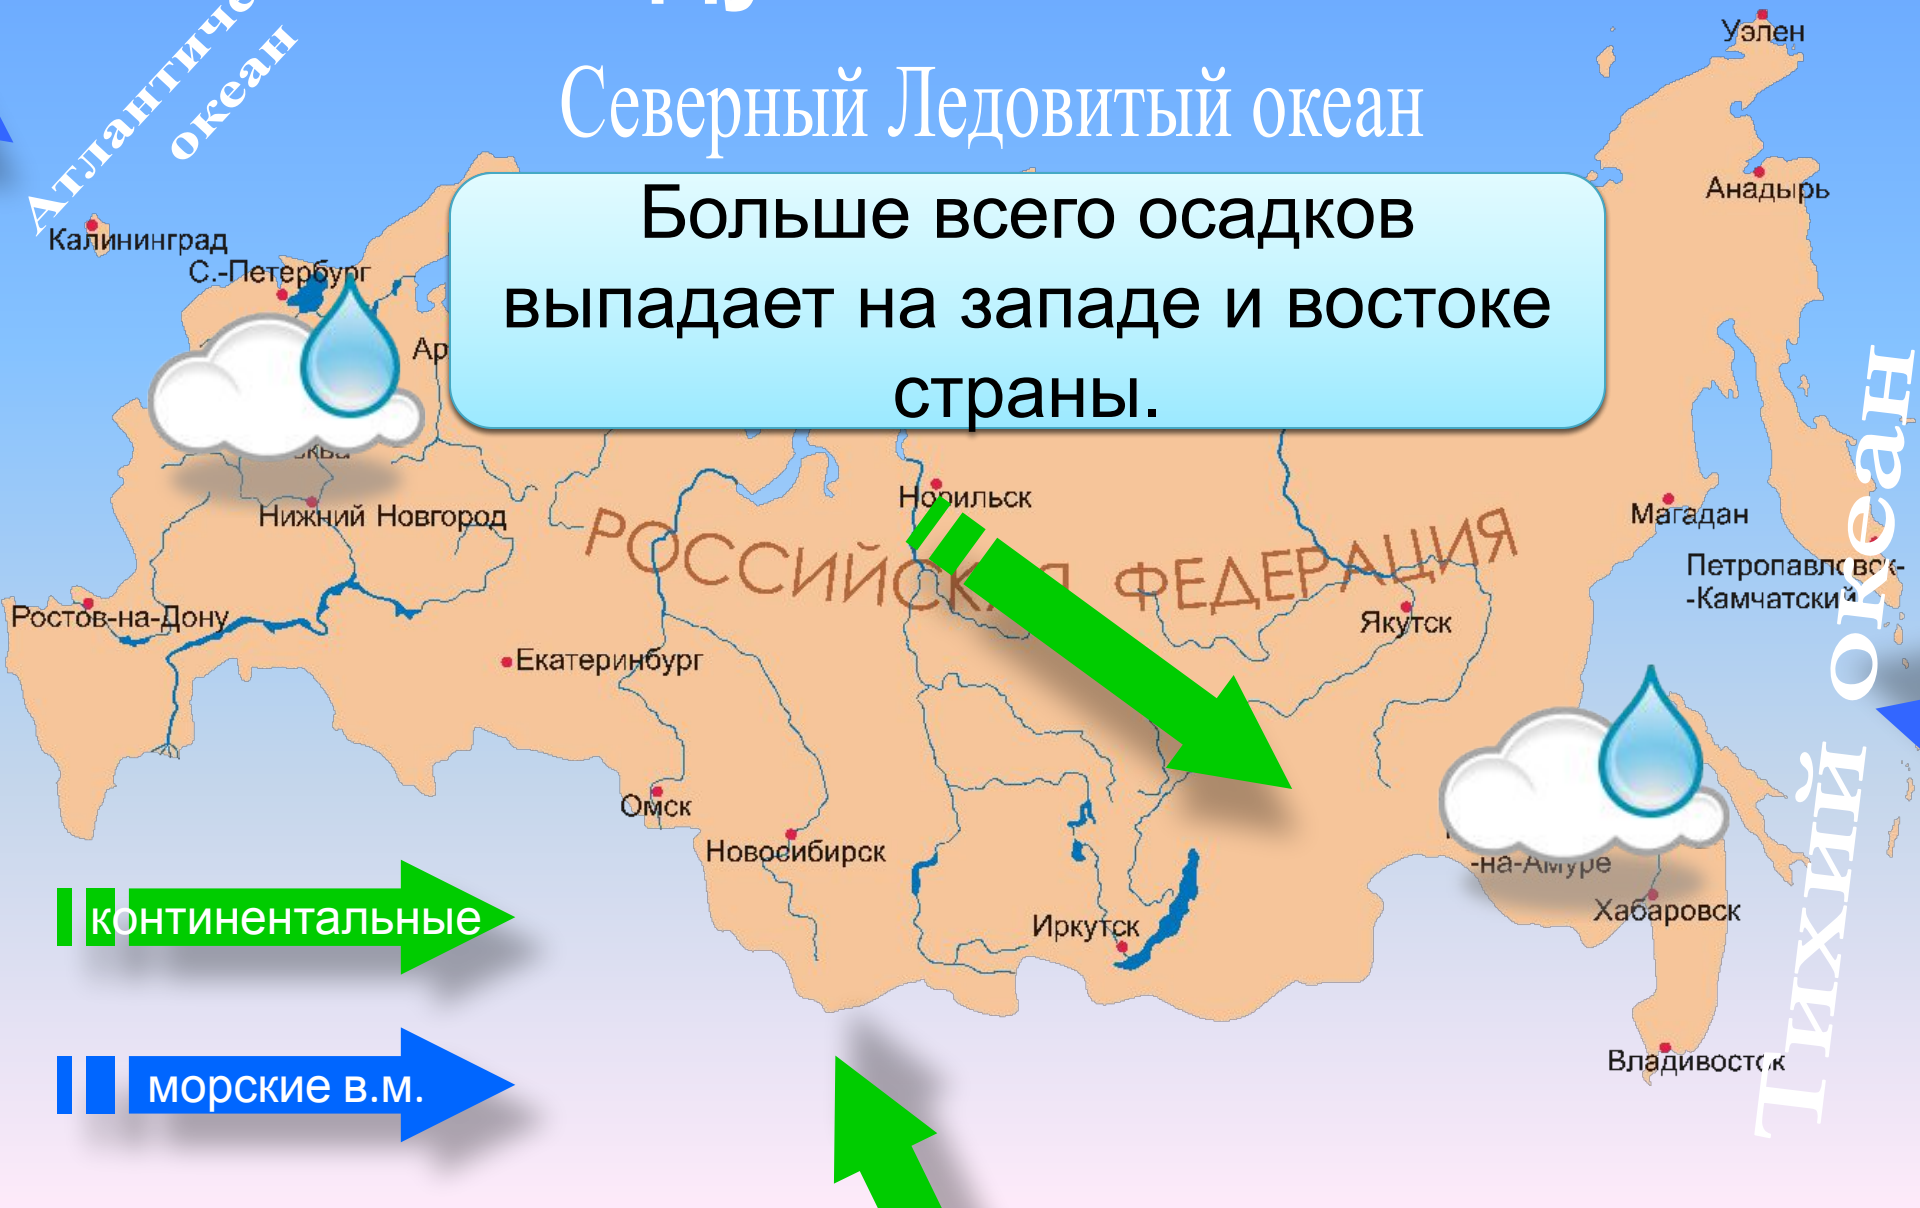 Атлантиче
океан
Северный Ледовитый океан
Уэлен
Анадырь
Больше всего осадков
выпадает на западе и востоке
страны.
Калининград
С.-Петербург
Ар
Нижний Новгород
Норильск
РОССИЙСКАЯ ФЕДЕРАЦИЯ
Магадан
Петропавловск-
-Камчатский
Ростов-на-Дону
Якутск
Екатеринбург
Тихий океан
Омск
Новосибирск
-на-Амуре
Хабаровск
Иркутск
континентальные
Владивосток
морские в.м.